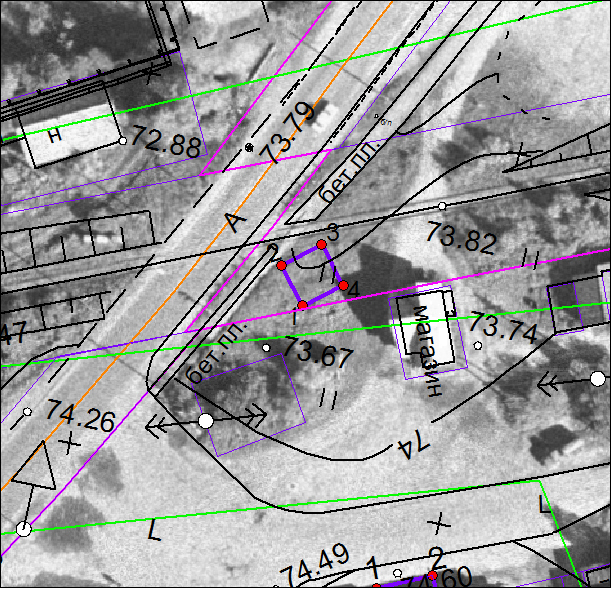 73.79
б/п
н
72.88
бет.пл.
А
3
2
73.82
4
1
магазин
73.74
47
бет.пл.
73.67
74.26
74
L
L
2
74.49
1
74.60